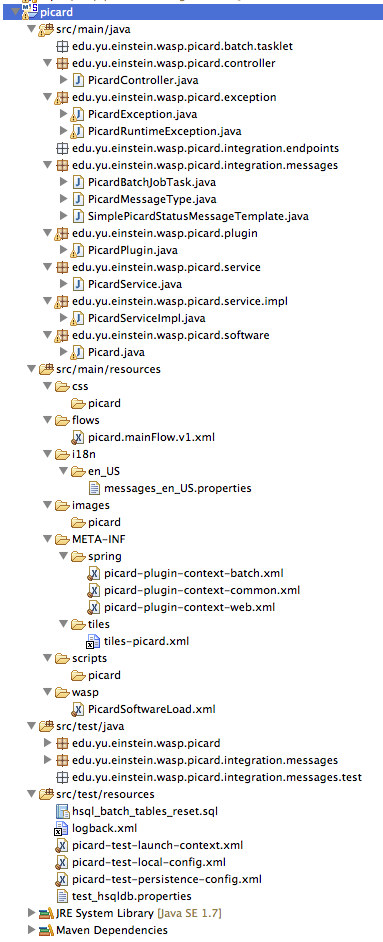 picard
src/main/java
edu.yu.einstein.wasp.picard.batch.tasklet
edu.yu.einstein.wasp.picard.controller
PicardController.java
edu.yu.einstein.wasp.picard.exception
PicardException.java
PicardRuntimeException.java
edu.yu.einstein.wasp.picard.integration.endpoints
edu.yu.einstein.wasp.picard.integration.messages
PicardBatchJobTask.java
PicardMessageType.java
SimplePicardStatusMessageTemplate.java
edu.yu.einstein.wasp.picard.plugin
PicardPlugin.java
edu.yu.einstein.wasp.picard.service
PicardService.java
edu.yu.einstein.wasp.picard.service.impl
PicardServiceImpl.java
edu.yu.einstein.wasp.picard.software
Picard.java
src/main/resources
css
picard
flows
picard.mainFlow.v1.xml
i18n
en_US
messages_en_US.properties
images
picard
META-INF
spring
picard-plugin-context-batch.xml
picard-plugin-context-common.xml
picard-plugin-context-web.xml
tiles
tiles-picard.xml
scripts
picard
wasp
PicardSoftwareLoad.xml
src/test/java
edu.yu.einstein.wasp.picard
edu.yu.einstein.wasp.picard.integration.messages
edu.yu.einstein.wasp.picard.integration.messages.test
src/test/resources
hsql_batch_tables_reset.sql
logback.xml
picard-test-launch-context.xml
picard-test-local-config.xml
picard-test-persistence-config.xml
test_hsqldb.properties
JRE System Library [Java SE 1.7]
Maven Dependencies